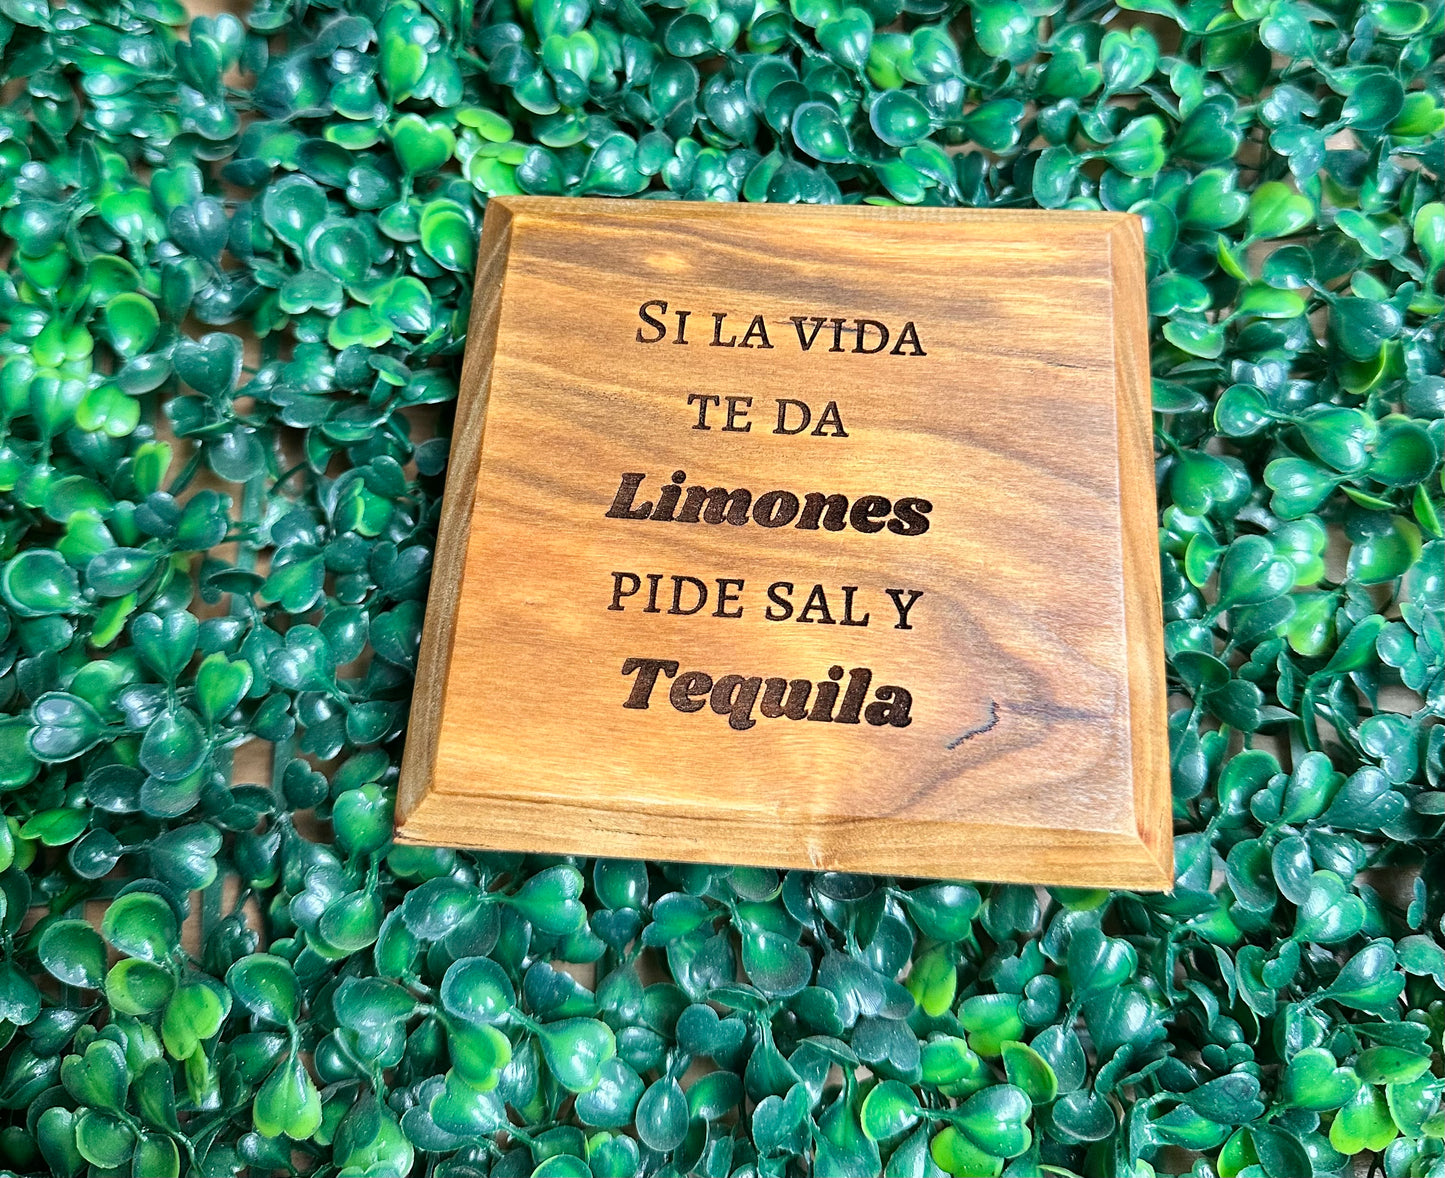 Si la vida
te da
Limones
pide sal y
Tequila